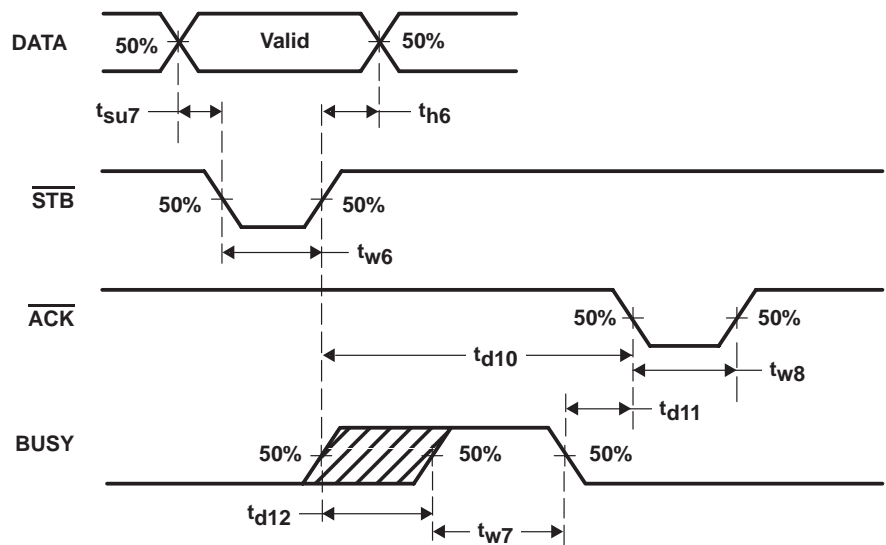 DATA 50% Valid 50%
tsu7 th6
STB 50% 50%
tw6
ACK 50% 50%
td10 tw8
td11
BUSY 50% 50% 50%
td12 tw7